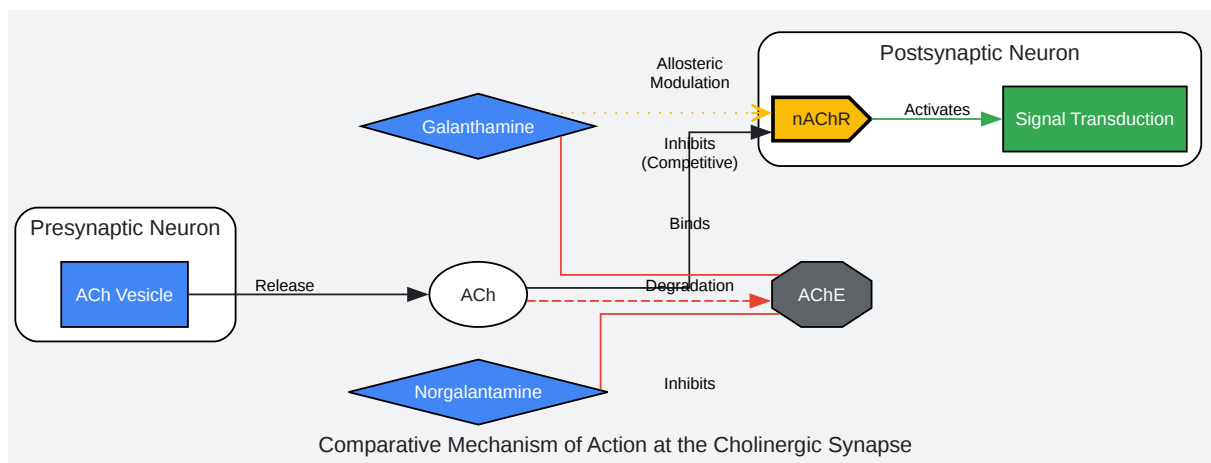 Postsynaptic Neuron
Allosteric
Modulation
nAChR
Activates
Signal Transduction
Galanthamine
Inhibits
(Competitive)
Presynaptic Neuron
Binds
ACh Vesicle
Release
ACh
Degradation
AChE
Norgalantamine
Inhibits
Comparative Mechanism of Action at the Cholinergic Synapse